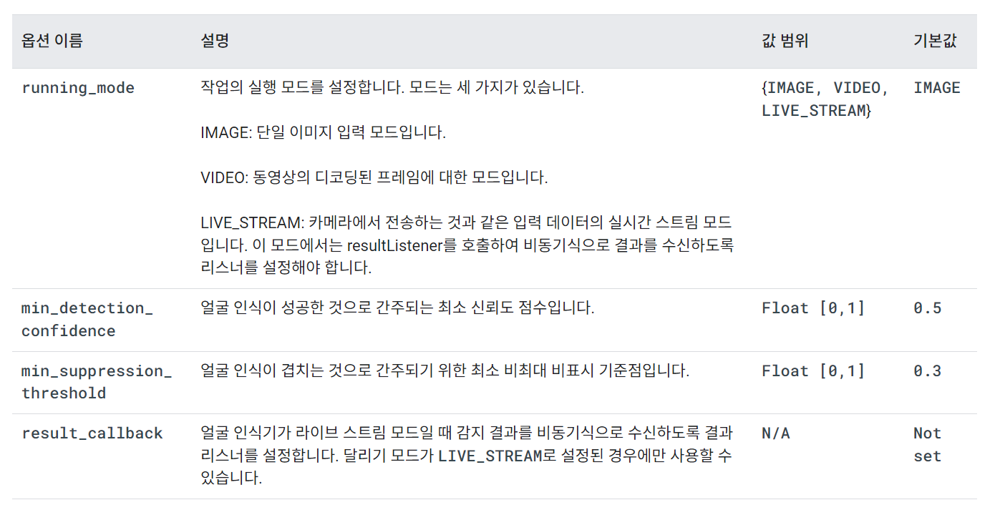 옵션 이름 설명 값 범위 기본값
running_mode 작업의 실행 모드를 설정합니다. 모드는 세 가지가 있습니다. {IMAGE, VIDEO, IMAGE
LIVE_STREAM}
IMAGE: 단일 이미지 입력 모드입니다.
VIDEO: 동영상의 디코딩된 프레임에 대한 모드입니다.
LIVE_STREAM: 카메라에서 전송하는 것과 같은 입력 데이터의 실시간 스트림 모드
입니다. 이 모드에서는 resultListener를 호출하여 비동기식으로 결과를 수신하도록
리스너를 설정해야 합니다.
min_detection_ 얼굴 인식이 성공한 것으로 간주되는 최소 신뢰도 점수입니다. Float [0,1] 0.5
confidence
min_suppression_ 얼굴 인식이 겹치는 것으로 간주되기 위한 최소 비최대 비표시 기준점입니다. Float [0,1] 0.3
threshold
result_callback 얼굴 인식기가 라이브 스트림 모드일 때 감지 결과를 비동기식으로 수신하도록 결과 N/A Not
리스너를 설정합니다. 달리기 모드가 LIVE_STREAM로 설정된 경우에만 사용할 수 set
있습니다.